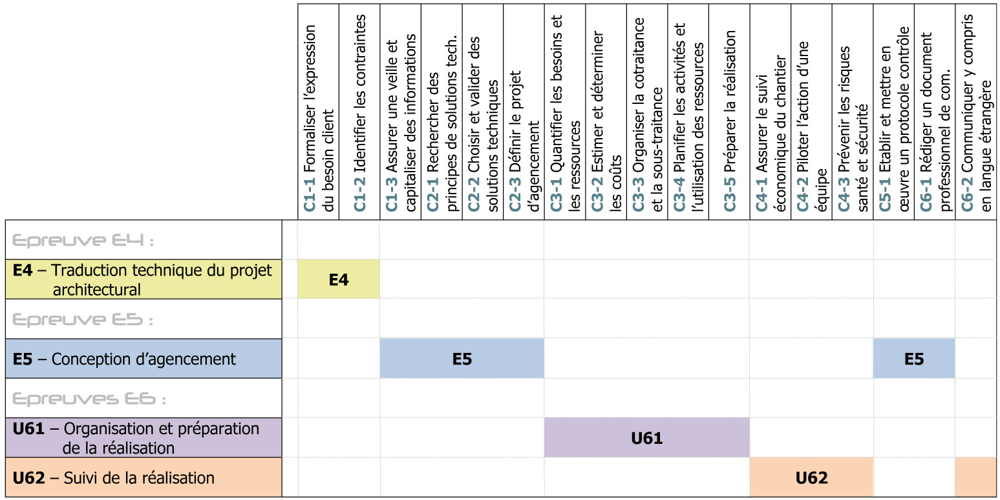 C1-1 Formaliser l’expression
du besoin client
C1-2 Identifier les contraintes
C1-3 Assurer une veille et
capitaliser des informations
C2-1 Rechercher des
principes de solutions tech.
C2-2 Choisir et valider des
solutions techniques
C2-3 Définir le projet
d’agencement
C3-1 Quantifier les besoins et
les ressources
C3-2 Estimer et déterminer
les coûts
C3-3 Organiser la cotraitance
et la sous-traitance
C3-4 Planifier les activités et
l’utilisation des ressources
C3-5 Préparer la réalisation
C4-1 Assurer le suivi
économique du chantier
C4-2 Piloter l’action d’une
équipe
C4-3 Prévenir les risques
santé et sécurité
C5-1 Etablir et mettre en
œuvre un protocole contrôle
C6-1 Rédiger un document
professionnel de com.
C6-2 Communiquer y compris
en langue étrangère
Epreuve E4 :
E4 – Traduction technique du projet
architectural
E4
Epreuve E5 :
E5 – Conception d’agencement
E5
E5
Epreuves E6 :
U61 – Organisation et préparation
de la réalisation
U61
U62 – Suivi de la réalisation
U62